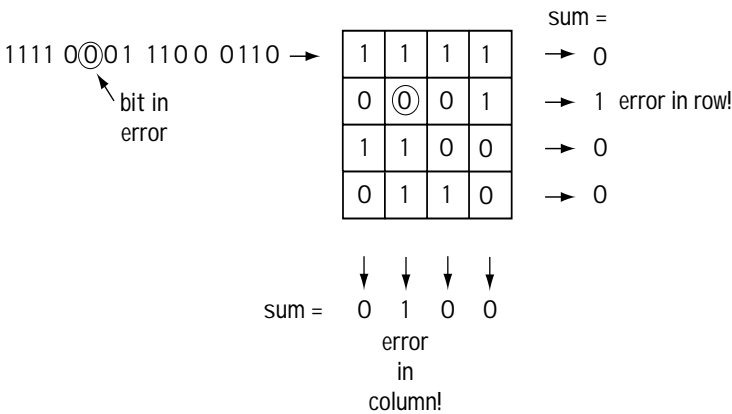 sum =
1111 0001 1100 0110
1 1 1 1 0
bit in
error
0 0 0 1 1 error in row!
1 1 0 0 0
0 1 1 0 0
sum = 0 1 0 0
error
in
column!